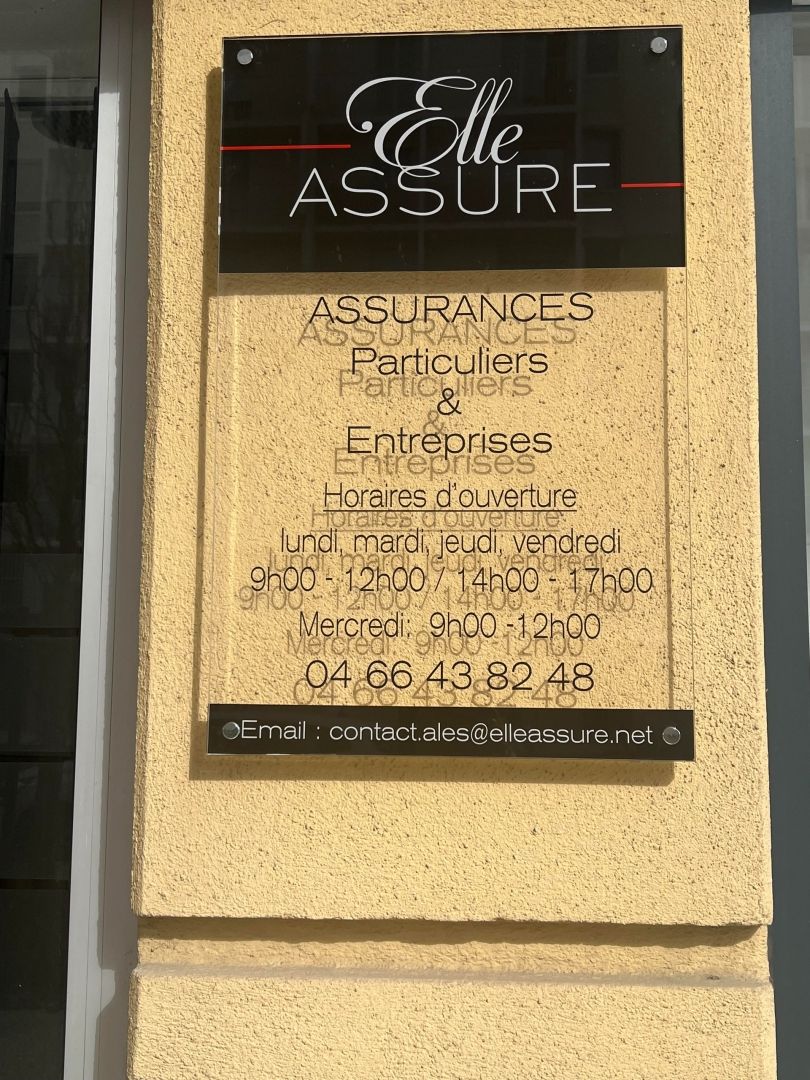 Elle
ASSURE
ASSURANCES
Particuliers
&
Entreprises
Horaires d'ouverture
lundi, mardi, jeudi, vendredi
9h00 - 12h00 / 14h00 - 17h00
Mercredi: 9h00 -12h00
04 66 43 82 48
Email : contact.ales@elleassure.net